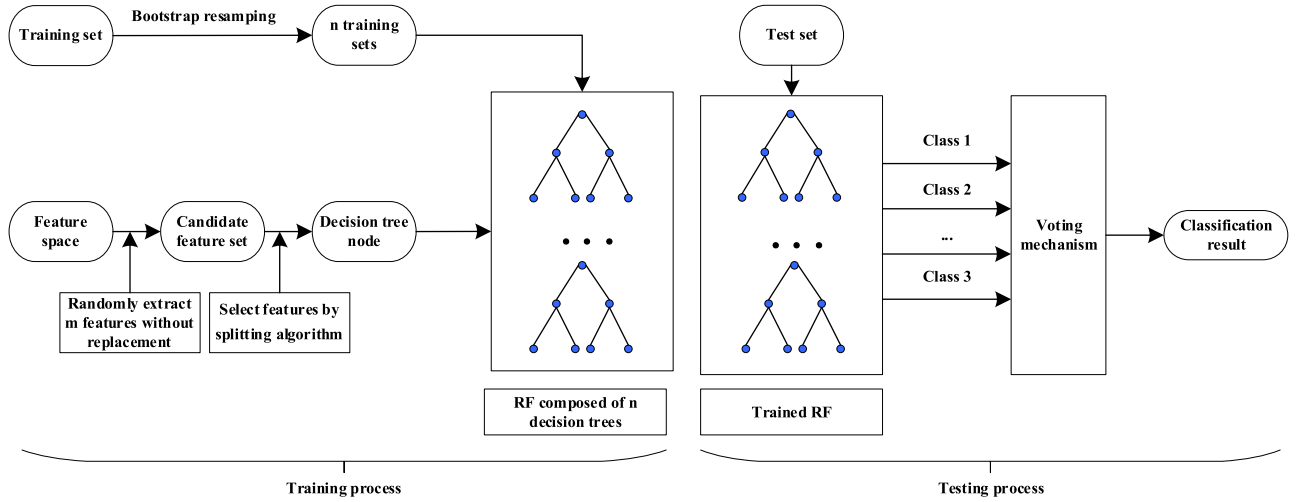 Training set
Bootstrap resampling
n training
sets
Test set
Feature
space
Candidate
feature set
Decision tree
node
Randomly extract
m features without
replacement
Select features by
splitting algorithm
• • •
RF composed of n
decision trees
Training process
• • •
Trained RF
Class 1
Class 2
...
Class 3
Voting
mechanism
Classification
result
Testing process